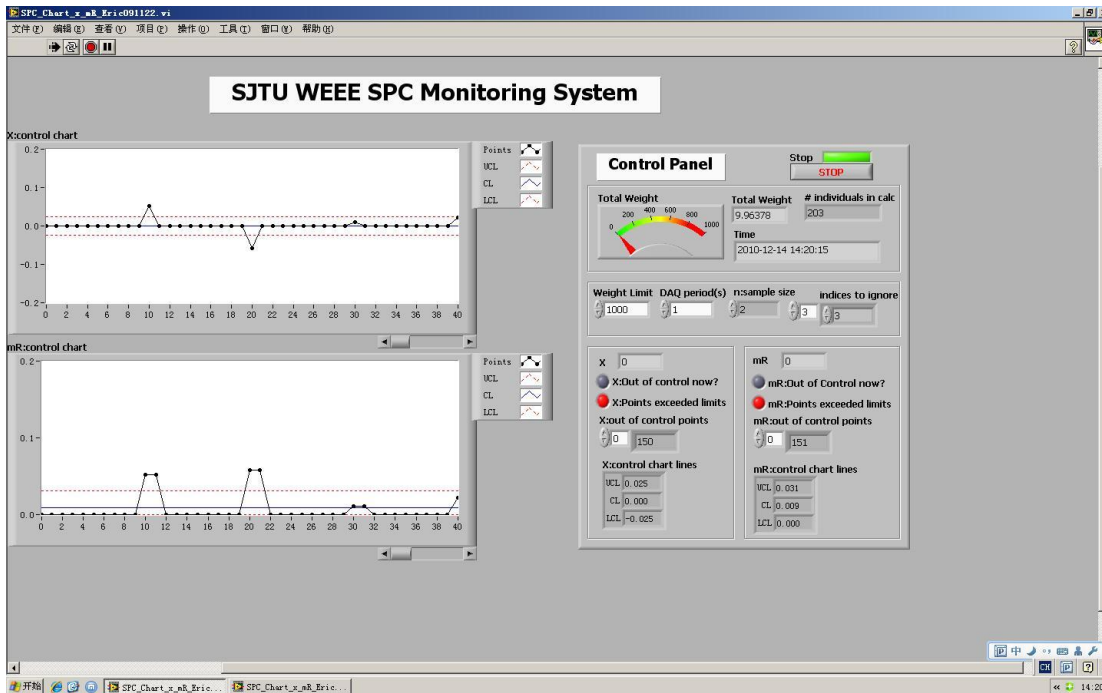 SPC_Chart_x_mR_Eric091122.vi
文件(F) 编辑(E) 查看(V) 项目(P) 操作(O) 工具(T) 窗口(W) 帮助(H)
SJTU WEEE SPC Monitoring System
X:control chart
Points
UCL
CL
LCL
0.2
0.1
0.0
-0.1
-0.2
0 2 4 6 8 10 12 14 16 18 20 22 24 26 28 30 32 34 36 38 40
mR:control chart
Points
UCL
CL
LCL
0.2
0.1
0.0
0 2 4 6 8 10 12 14 16 18 20 22 24 26 28 30 32 34 36 38 40
Control Panel
Stop
STOP
Total Weight
0 200 400 600 800 1000
Total Weight
9.96378
# individuals in calc
203
Time
2010-12-14 14:20:15
Weight Limit DAQ period(s) n:sample size indices to ignore
1000 1 2 3 3
x 0
X:Out of control now?
X:Points exceeded limits
X:out of control points
0 150
X:control chart lines
UCL 0.025
CL 0.000
LCL -0.025
mR 0
mR:Out of Control now?
mR:Points exceeded limits
mR:out of control points
0 151
mR:control chart lines
UCL 0.031
CL 0.009
LCL 0.000
中
CH
开始 SPC_Chart_x_mR_Eric... SPC_Chart_x_mR_Eric... 14:20